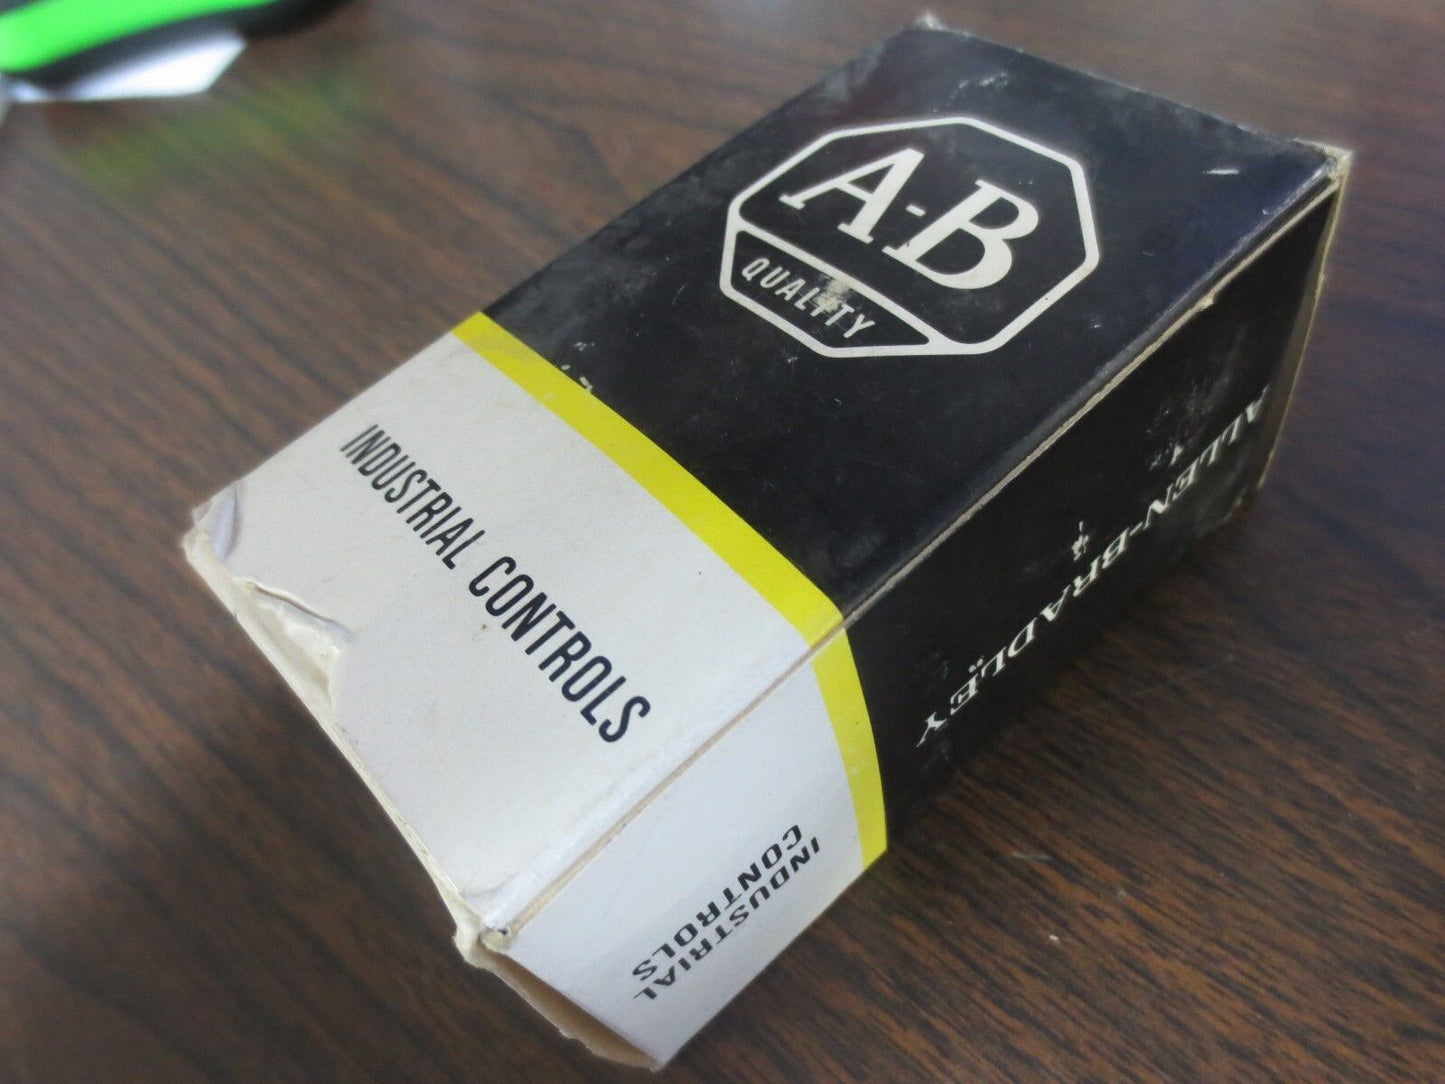 A-B
QUALITY
INDUSTRIAL CONTROLS
ALLEN-BRADLEY
INDUSTRIAL
CONTROLS